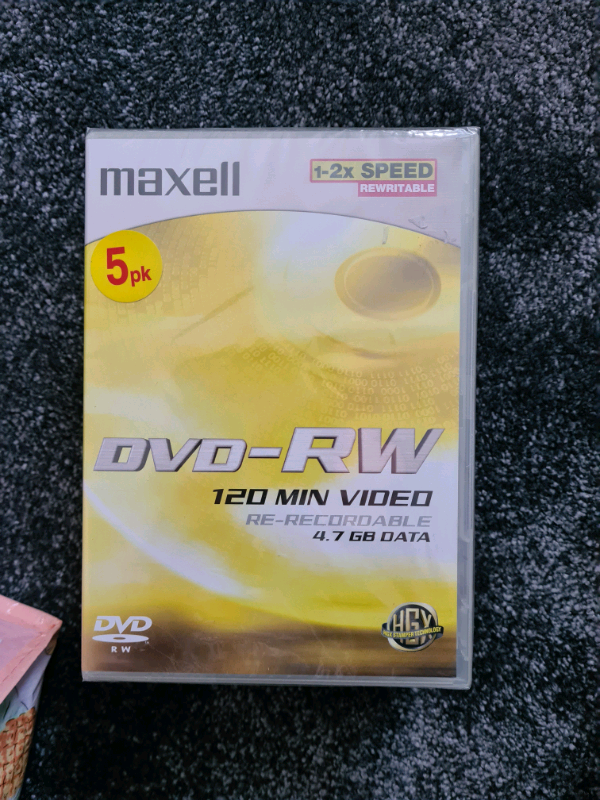 maxell
1-2x SPEED
REWRITABLE
5pk
DVD-RW
120 MIN VIDEO
RE-RECORDABLE
4.7 GB DATA
DVD
RW
HGX